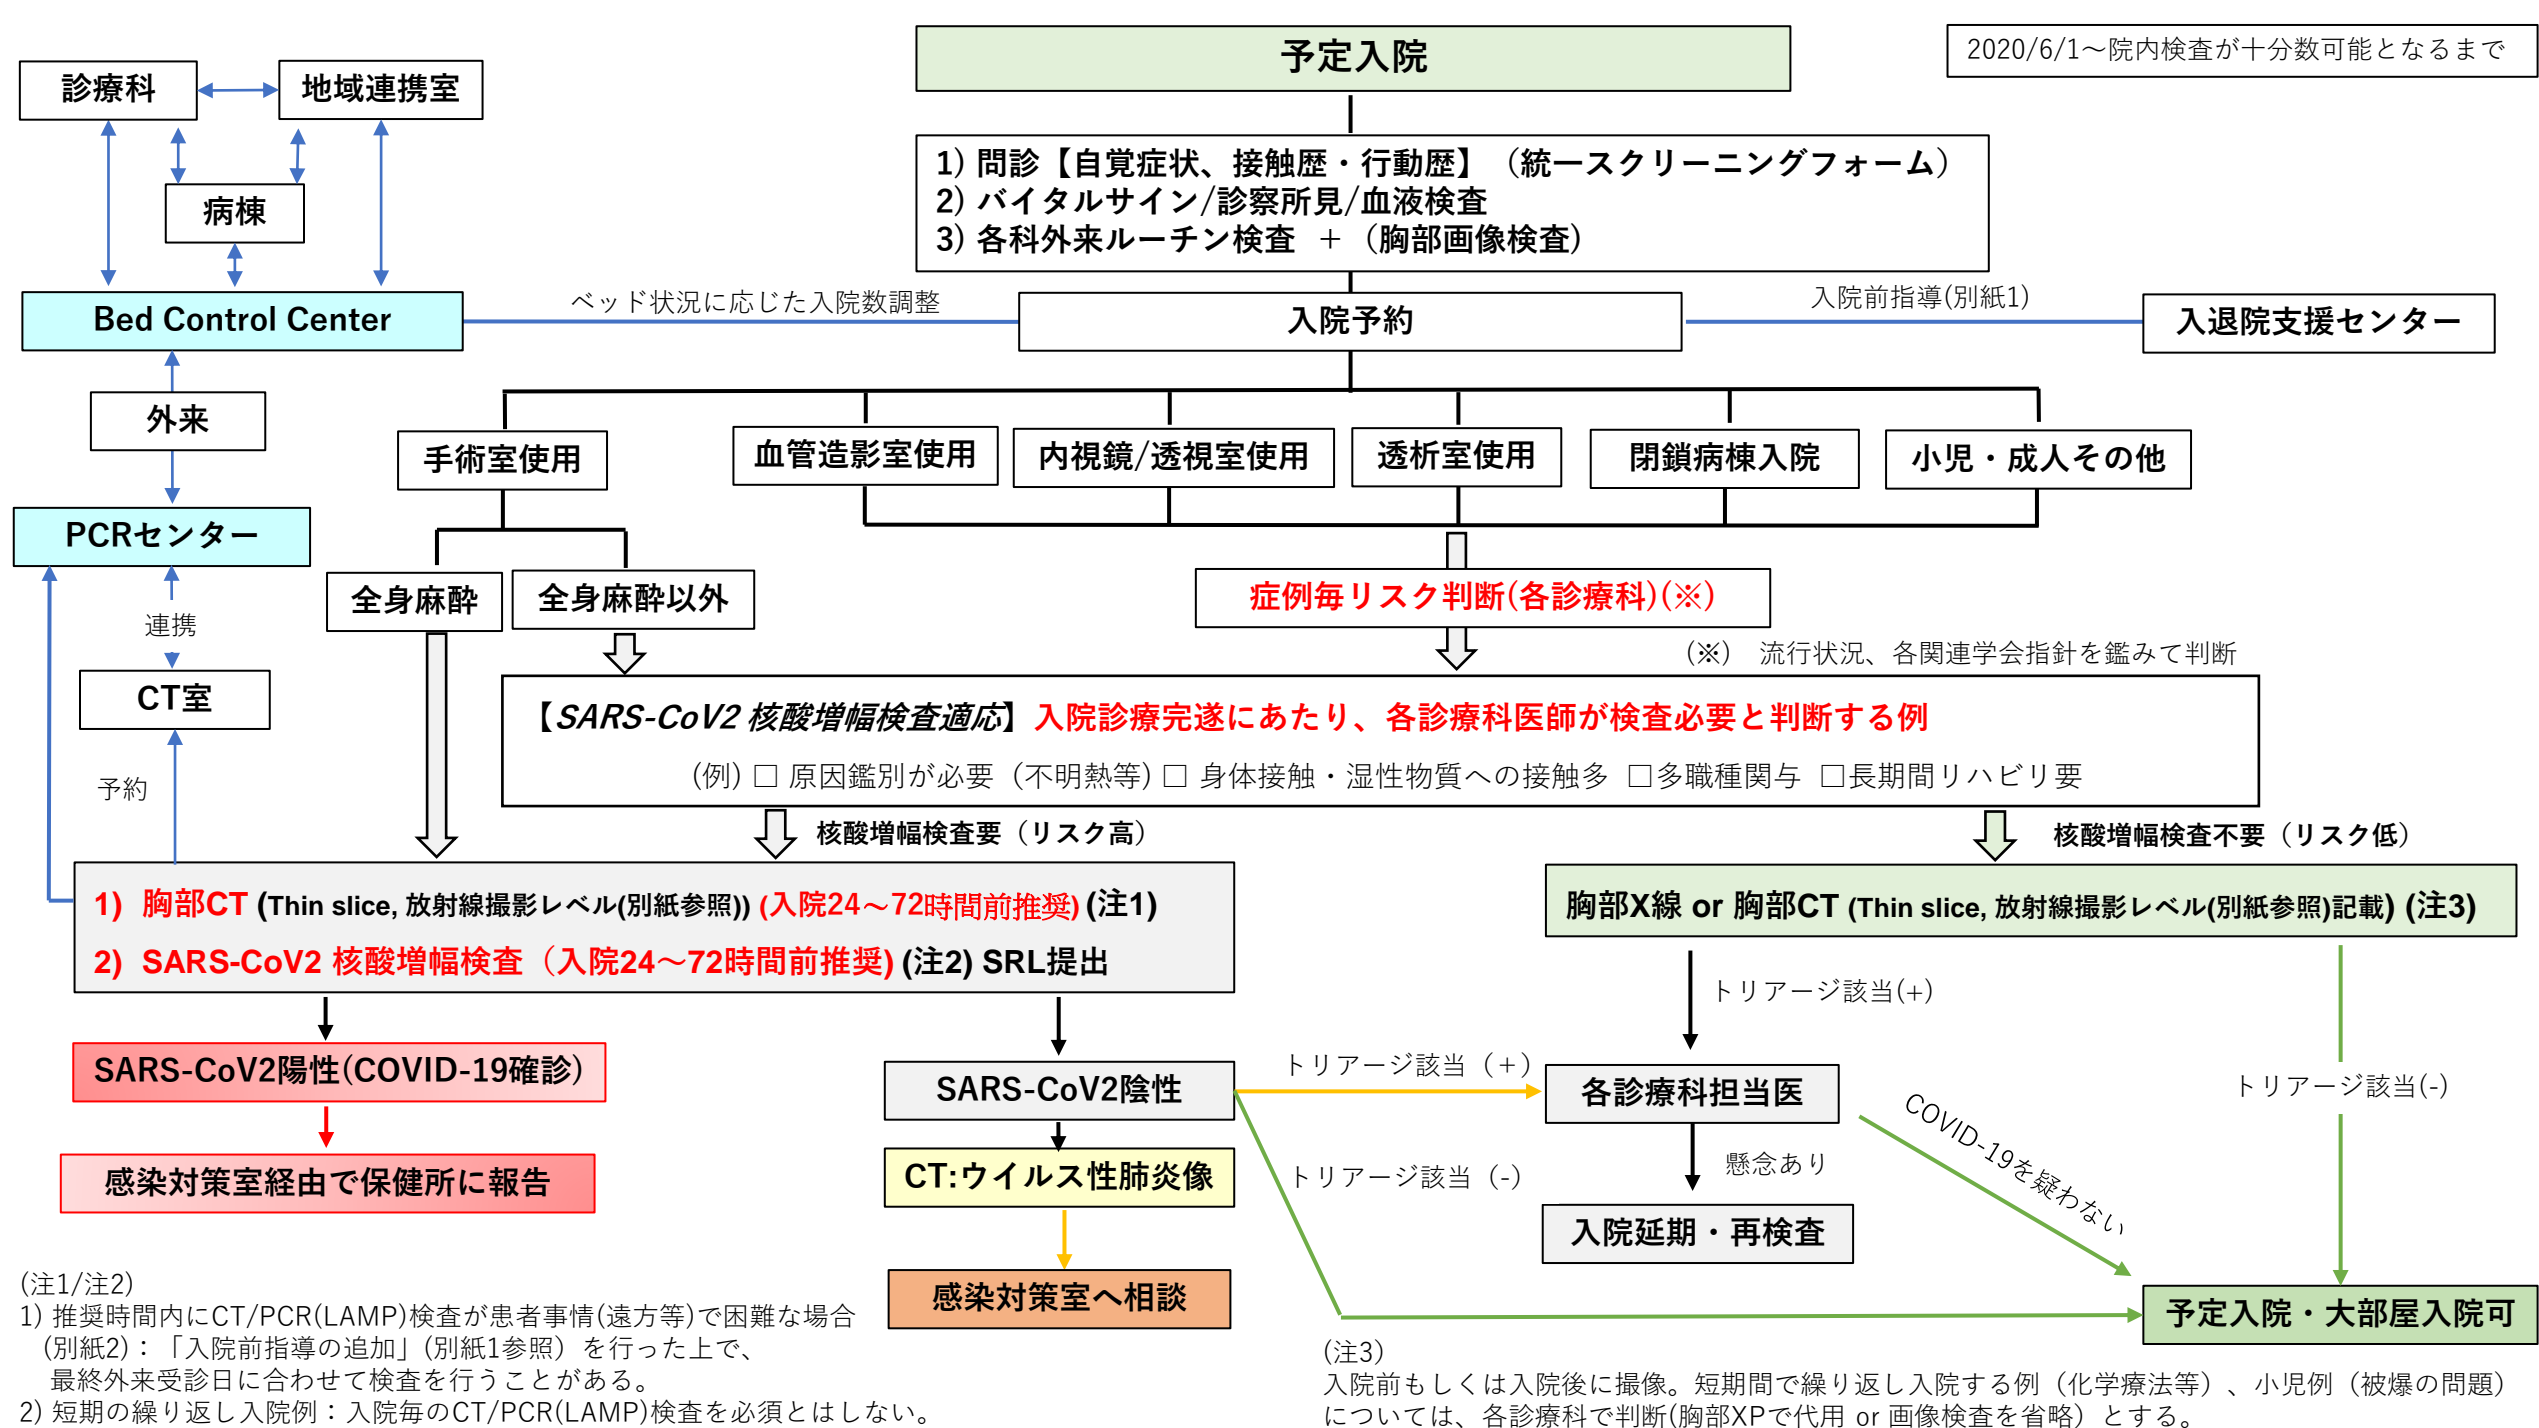 予定入院
2020/6/1～院内検査が十分数可能となるまで
診療科
地域連携室
病棟
1) 問診【自覚症状、接触歴・行動歴】（統一スクリーニングフォーム）
2) バイタルサイン/診察所見/血液検査
3) 各科外来ルーチン検査 ＋（胸部画像検査）
Bed Control Center
ベッド状況に応じた入院数調整
入院予約
入院前指導(別紙1)
入退院支援センター
外来
手術室使用
血管造影室使用
内視鏡/透視室使用
透析室使用
閉鎖病棟入院
小児・成人その他
PCRセンター
全身麻酔
全身麻酔以外
症例毎リスク判断(各診療科)(※)
連携
(※) 流行状況、各関連学会指針を鑑みて判断
CT室
【SARS-CoV2 核酸増幅検査適応】入院診療完遂にあたり、各診療科医師が検査必要と判断する例
(例) □ 原因鑑別が必要（不明熱等) □ 身体接触・湿性物質への接触多 □多職種関与 □長期間リハビリ要
予約
核酸増幅検査要（リスク高）
核酸増幅検査不要（リスク低）
1) 胸部CT (Thin slice, 放射線撮影レベル(別紙参照)) (入院24～72時間前推奨) (注1)
2) SARS-CoV2 核酸増幅検査（入院24～72時間前推奨) (注2) SRL提出
胸部X線 or 胸部CT (Thin slice, 放射線撮影レベル(別紙参照)記載) (注3)
トリアージ該当(+)
SARS-CoV2陽性(COVID-19確診)
SARS-CoV2陰性
トリアージ該当（+）
各診療科担当医
トリアージ該当(-)
COVID-19を疑わない
感染対策室経由で保健所に報告
CT:ウイルス性肺炎像
トリアージ該当（-）
懸念あり
入院延期・再検査
感染対策室へ相談
予定入院・大部屋入院可
(注1/注2)
1) 推奨時間内にCT/PCR(LAMP)検査が患者事情(遠方等)で困難な場合
(別紙2)：「入院前指導の追加」(別紙1参照）を行った上で、
最終外来受診日に合わせて検査を行うことがある。
2) 短期の繰り返し入院例：入院毎のCT/PCR(LAMP)検査を必須とはしない。
(注3)
入院前もしくは入院後に撮像。短期間で繰り返し入院する例（化学療法等）、小児例（被爆の問題）
については、各診療科で判断(胸部XPで代用 or 画像検査を省略）とする。